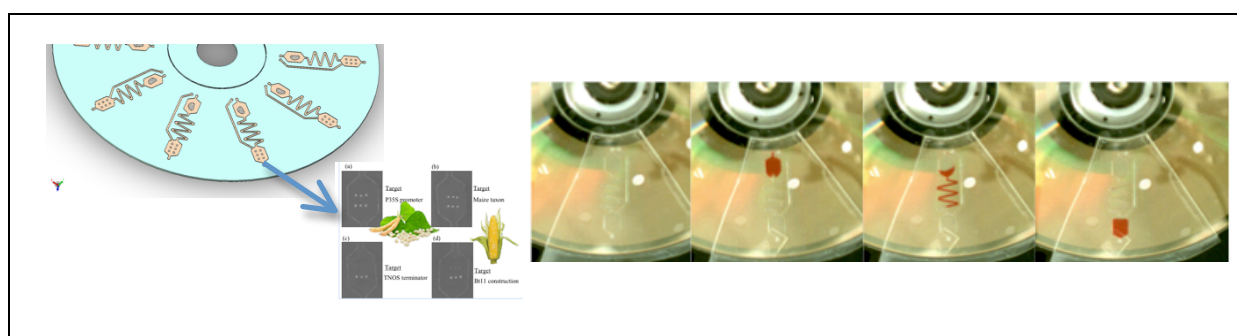 (a)
Target
P35S promoter
(b)
Target
Maize taxon
(c)
Target
TNOS terminator
(d)
Target
Bt11 construction